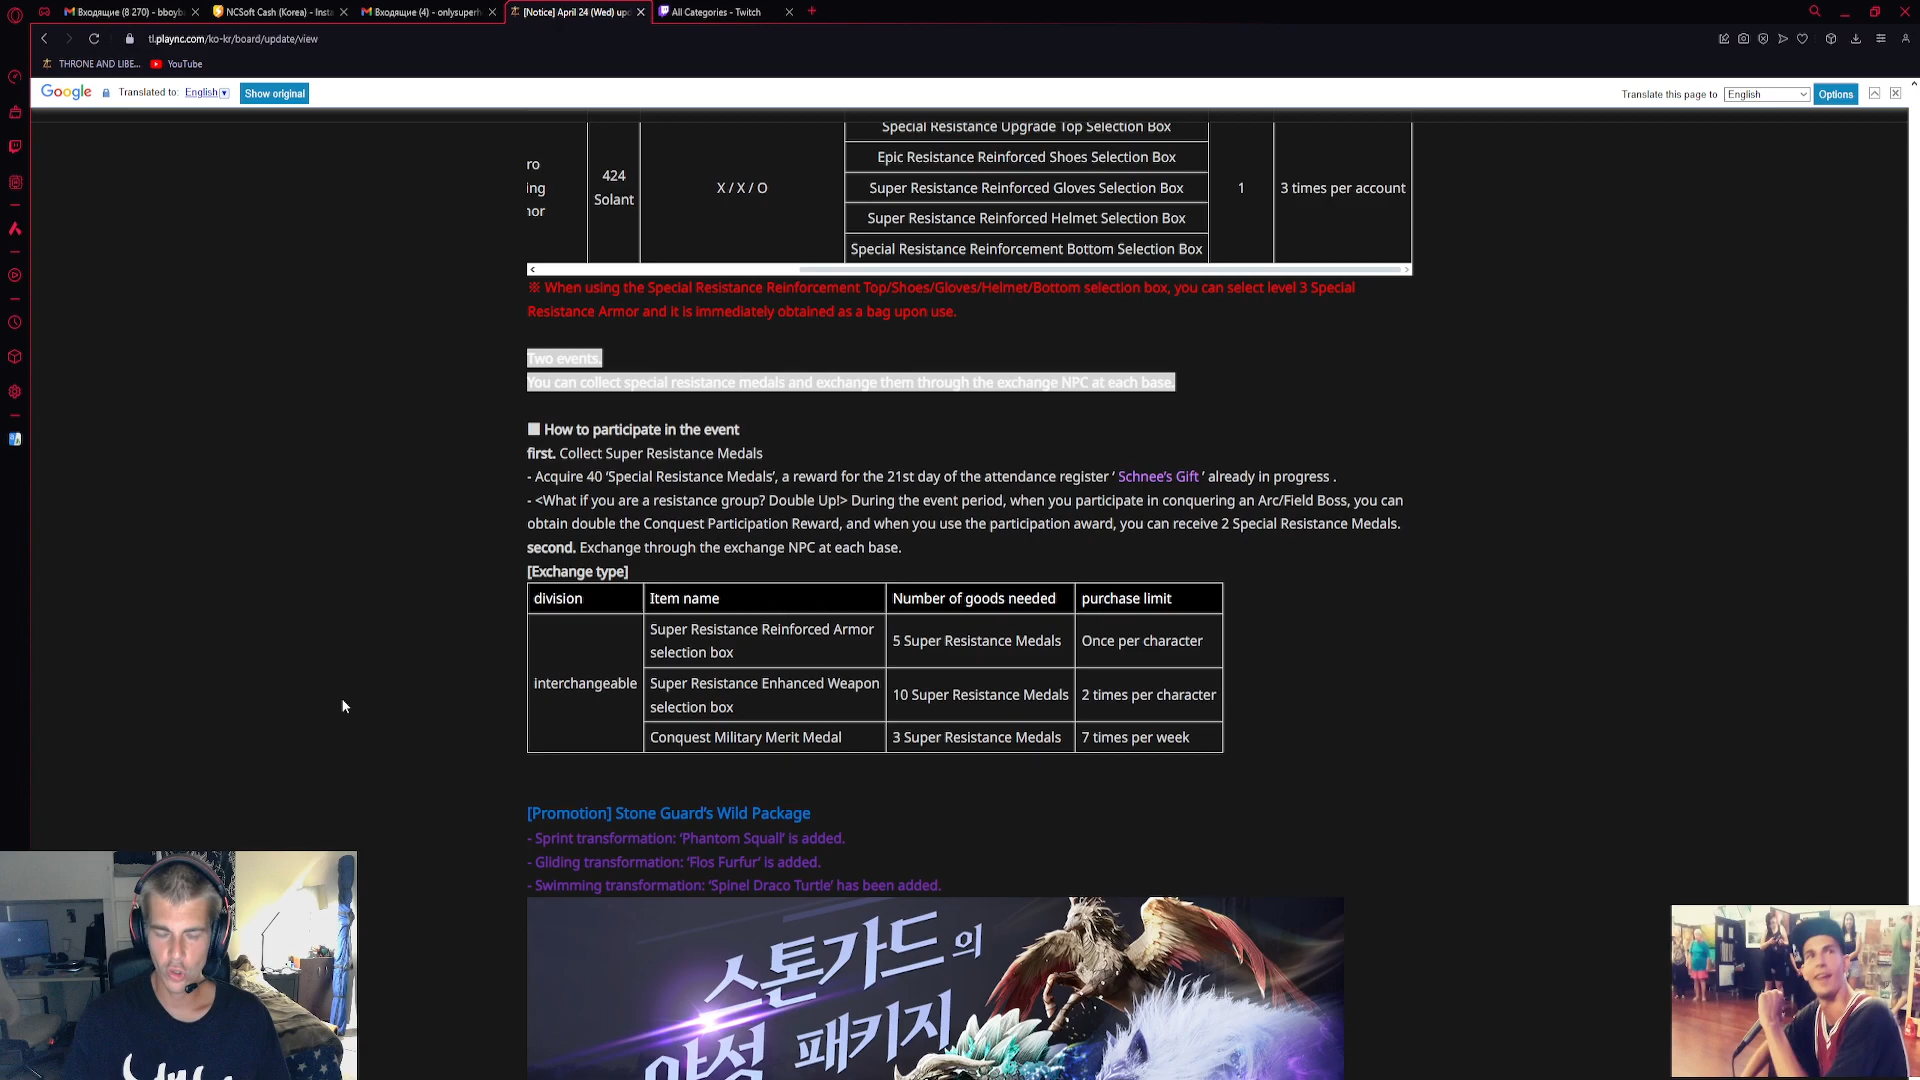 Входящие (8 270) - bboyb
NCSoft Cash (Korea) - Insta
Входящие (4) - onlysuperh
[Notice] April 24 (Wed) upd
All Categories - Twitch
tl.plaync.com/ko-kr/board/update/view
THRONE AND LIBE...
YouTube
Google
Translated to: English
Show original
Translate this page to
English
Options
Special Resistance Upgrade Top Selection Box
Epic Resistance Reinforced Shoes Selection Box
ro
ing
nor
424
Solant
X / X / O
Super Resistance Reinforced Gloves Selection Box
1
3 times per account
Super Resistance Reinforced Helmet Selection Box
Special Resistance Reinforcement Bottom Selection Box
※ When using the Special Resistance Reinforcement Top/Shoes/Gloves/Helmet/Bottom selection box, you can select level 3 Special
Resistance Armor and it is immediately obtained as a bag upon use.
Two events.
You can collect special resistance medals and exchange them through the exchange NPC at each base.
■ How to participate in the event
first. Collect Super Resistance Medals
- Acquire 40 ‘Special Resistance Medals’, a reward for the 21st day of the attendance register ‘ Schnee’s Gift ’ already in progress .
- <What if you are a resistance group? Double Up!> During the event period, when you participate in conquering an Arc/Field Boss, you can
obtain double the Conquest Participation Reward, and when you use the participation award, you can receive 2 Special Resistance Medals.
second. Exchange through the exchange NPC at each base.
[Exchange type]
division
Item name
Number of goods needed
purchase limit
interchangeable
Super Resistance Reinforced Armor
selection box
5 Super Resistance Medals
Once per character
Super Resistance Enhanced Weapon
selection box
10 Super Resistance Medals
2 times per character
Conquest Military Merit Medal
3 Super Resistance Medals
7 times per week
[Promotion] Stone Guard’s Wild Package
- Sprint transformation: ‘Phantom Squall’ is added.
- Gliding transformation: ‘Flos Furfur’ is added.
- Swimming transformation: ‘Spinel Draco Turtle’ has been added.
스톤가드의
야성 패키지